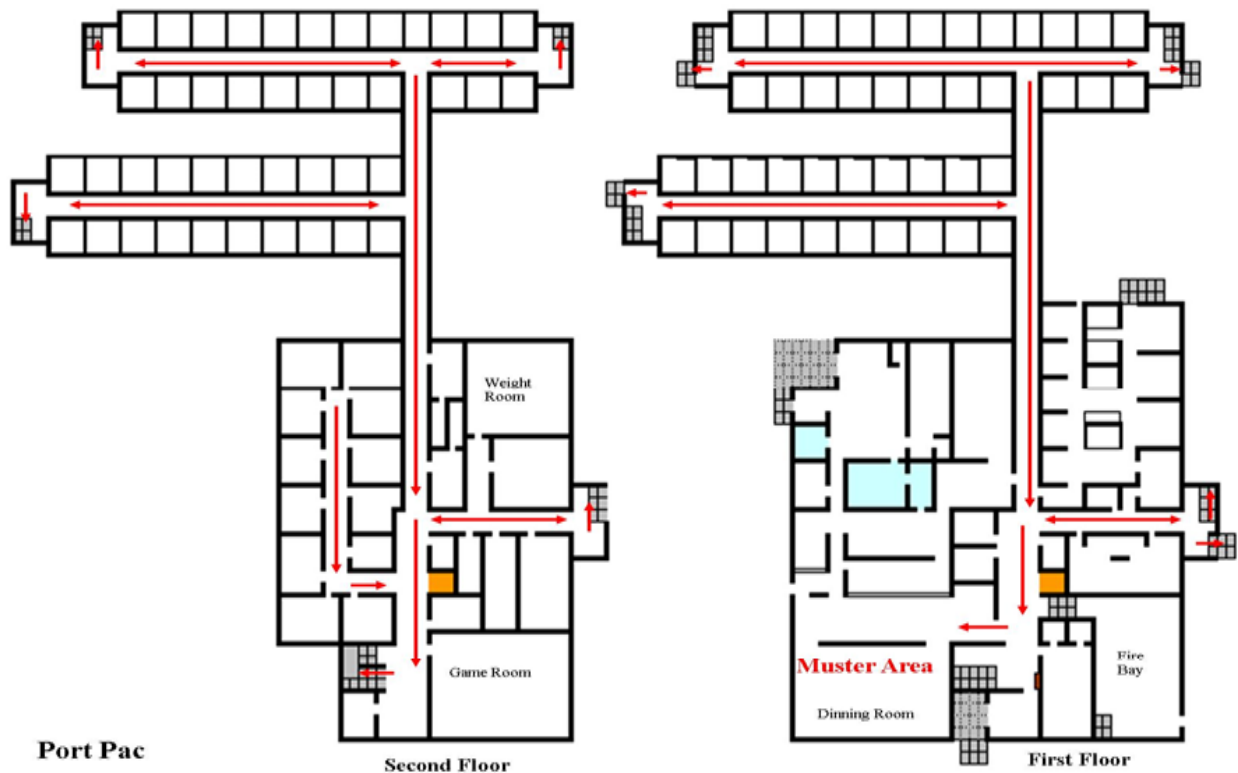 Weight
Room
Game Room
Muster Area
Dinning Room
Fire
Bay
Port Pac
Second Floor
First Floor